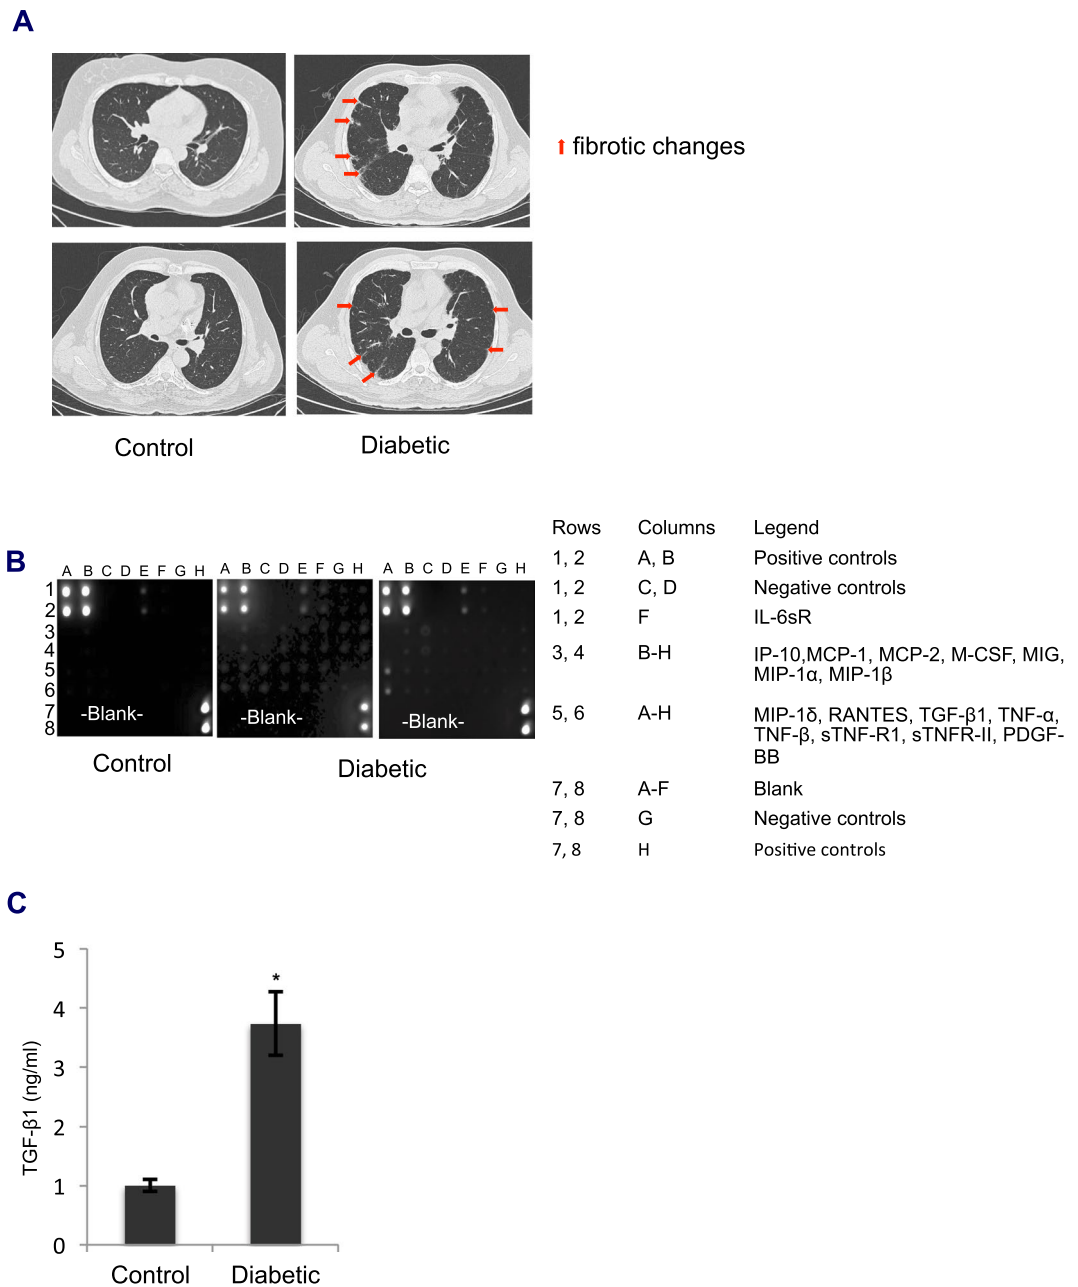 A
fibrotic changes
Control
Diabetic
B
A B C D E F G H
A B C D E F G H
A B C D E F G H
1
2
3
4
5
6
7
8
-Blank-
-Blank-
-Blank-
Control
Diabetic
Rows Columns Legend
1, 2 A, B Positive controls
1, 2 C, D Negative controls
1, 2 F IL-6sR
3, 4 B-H IP-10,MCP-1, MCP-2, M-CSF, MIG,
MIP-1α, MIP-1β
5, 6 A-H MIP-1δ, RANTES, TGF-β1, TNF-α,
TNF-β, sTNF-R1, sTNFR-II, PDGF-
BB
7, 8 A-F Blank
7, 8 G Negative controls
7, 8 H Positive controls
C
TGF-β1 (ng/ml)
5
4
3
2
1
0
*
Control
Diabetic